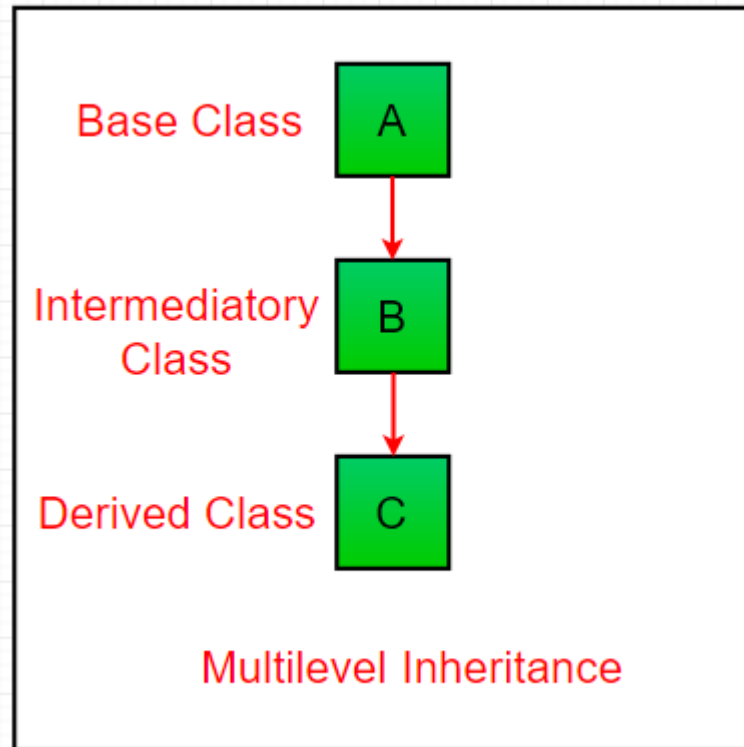 Base Class
A
Intermediatory
Class
B
Derived Class
C
Multilevel Inheritance